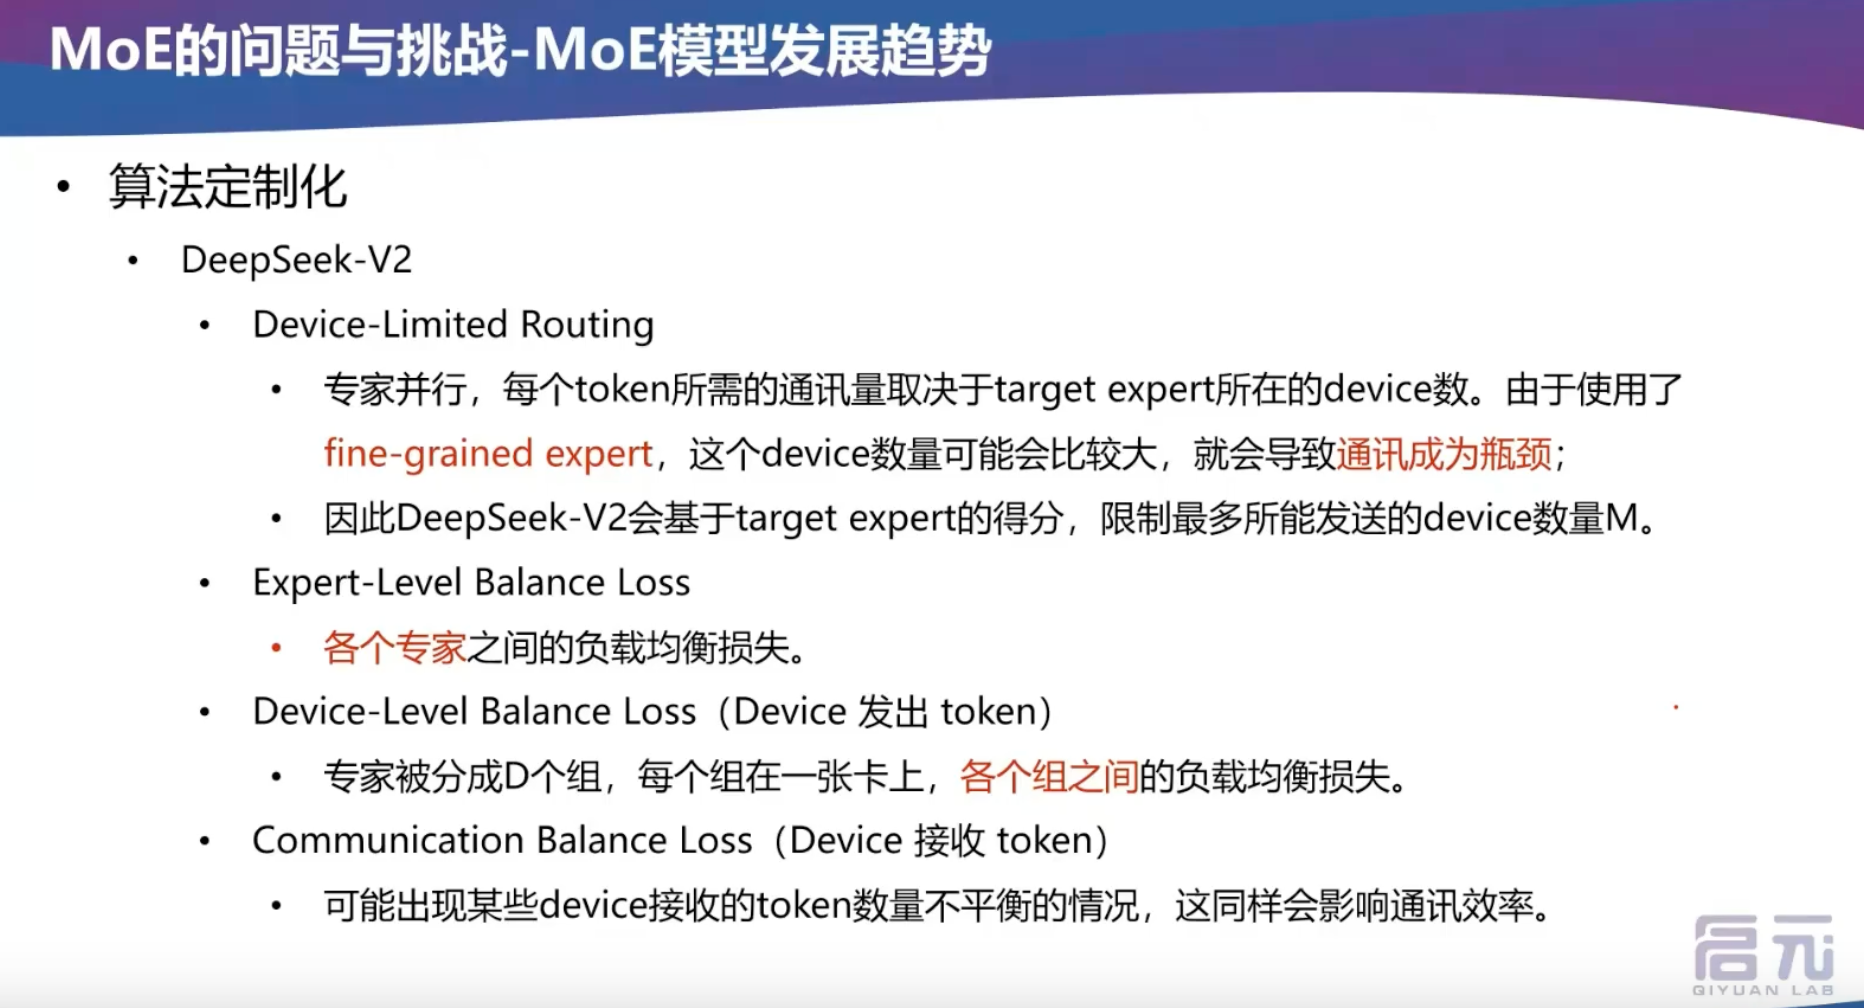 MoE的问题与挑战-MoE模型发展趋势
• 算法定制化
• DeepSeek-V2
• Device-Limited Routing
• 专家并行，每个token所需的通讯量取决于target expert所在的device数。由于使用了
fine-grained expert，这个device数量可能会比较大，就会导致通讯成为瓶颈；
• 因此DeepSeek-V2会基于target expert的得分，限制最多所能发送的device数量M。
• Expert-Level Balance Loss
• 各个专家之间的负载均衡损失。
• Device-Level Balance Loss（Device 发出 token）
• 专家被分成D个组，每个组在一张卡上，各个组之间的负载均衡损失。
• Communication Balance Loss（Device 接收 token）
• 可能出现某些device接收的token数量不平衡的情况，这同样会影响通讯效率。
启元
QIYUAN LAB